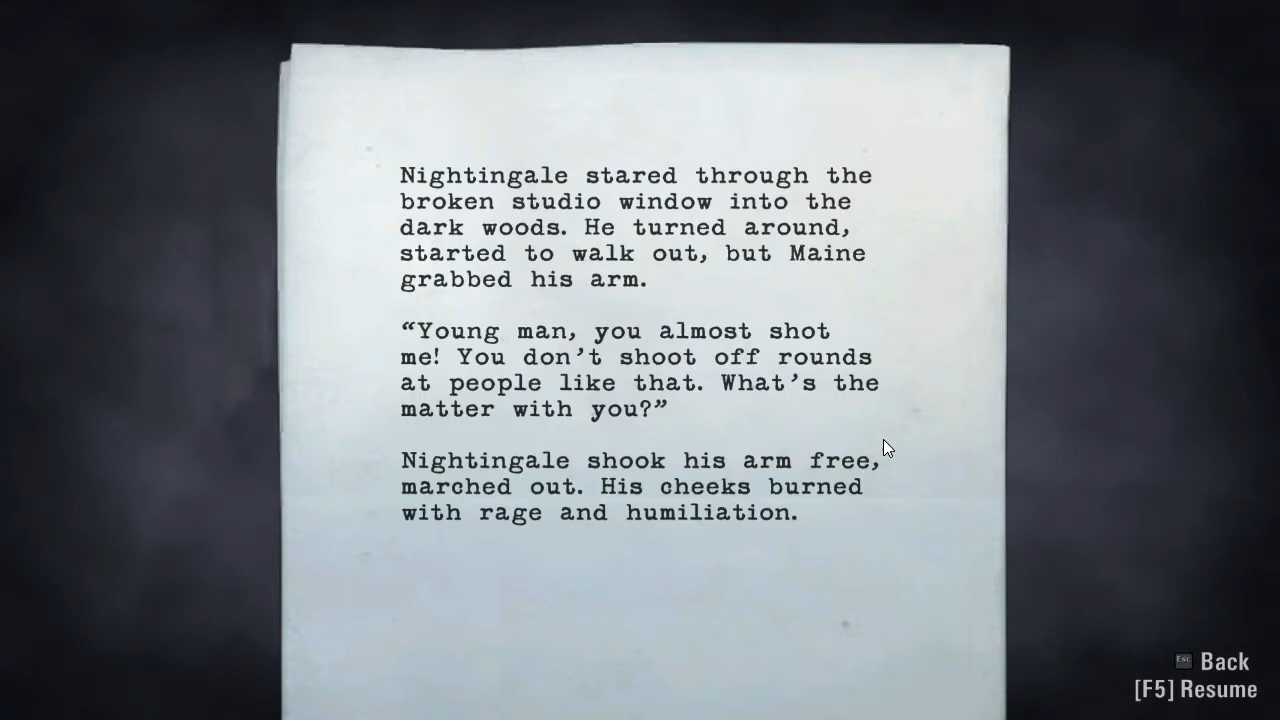 Nightingale stared through the
broken studio window into the
dark woods. He turned around,
started to walk out, but Maine
grabbed his arm.
“Young man, you almost shot
me! You don’t shoot off rounds
at people like that. What’s the
matter with you?”
Nightingale shook his arm free,
marched out. His cheeks burned
with rage and humiliation.
Esc Back
[F5] Resume